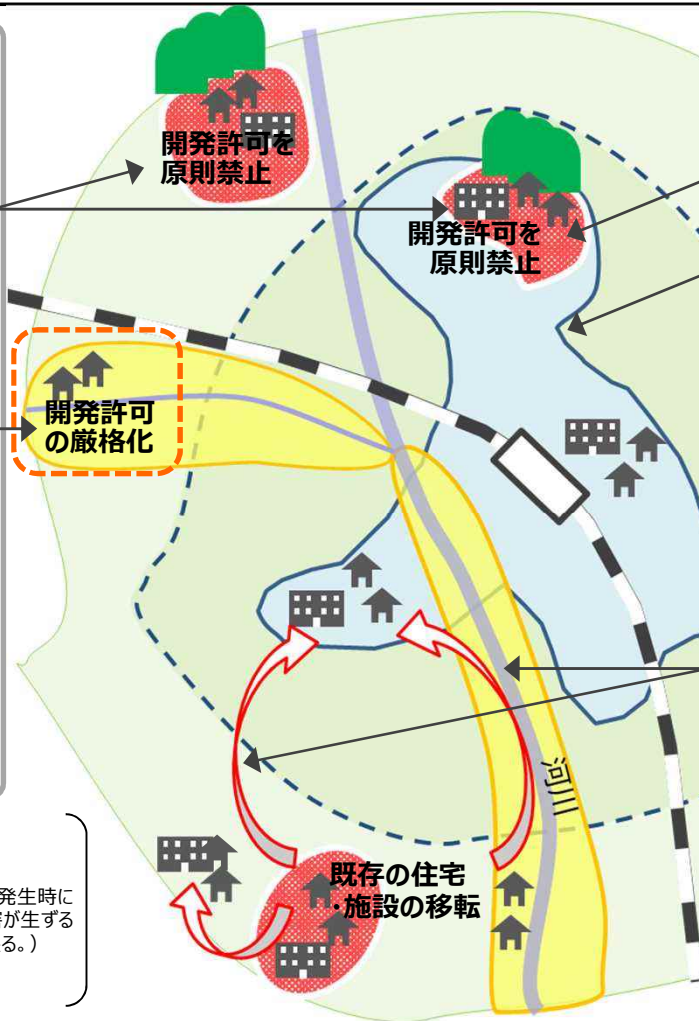 開発許可を
原則禁止
開発許可を
原則禁止
開発許可
の厳格化
河川
既存の住宅
・施設の移転
発生時に
が生ずる
る。）